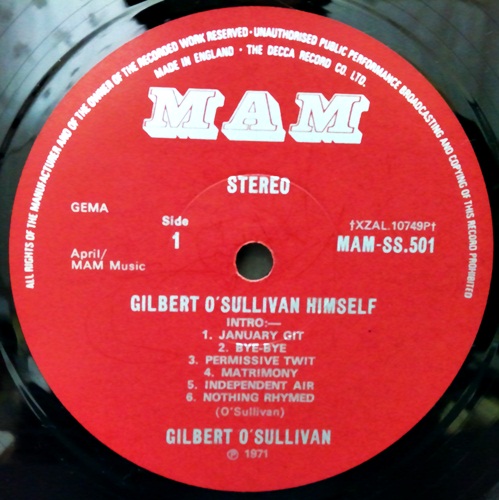 ALL RIGHTS OF THE MANUFACTURER AND OF THE OWNER OF THE RECORDED WORK RESERVED · UNAUTHORISED PUBLIC PERFORMANCE BROADCASTING AND COPYING OF THIS RECORD PROHIBITED
MADE IN ENGLAND · THE DECCA RECORD CO. LTD.
MAM
STEREO
GEMA
Side
1
†XZAL.10749P†
April/
MAM Music
MAM-SS.501
GILBERT O'SULLIVAN HIMSELF
INTRO:—
1. JANUARY GIT
2. BYE-BYE
3. PERMISSIVE TWIT
4. MATRIMONY
5. INDEPENDENT AIR
6. NOTHING RHYMED
(O'Sullivan)
GILBERT O'SULLIVAN
℗ 1971